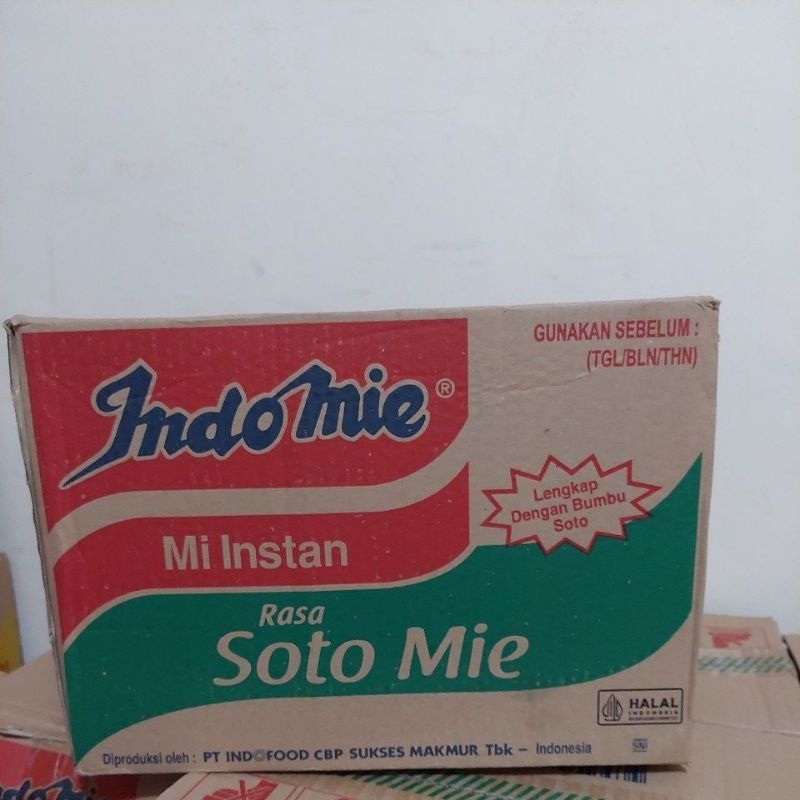 GUNAKAN SEBELUM :
(TGL/BLN/THN)
Indomie®
Lengkap
Dengan Bumbu
Soto
Mi Instan
Rasa
Soto Mie
HALAL
INDONESIA
Diproduksi oleh : PT INDOFOOD CBP SUKSES MAKMUR Tbk – Indonesia
SNI
Indomie